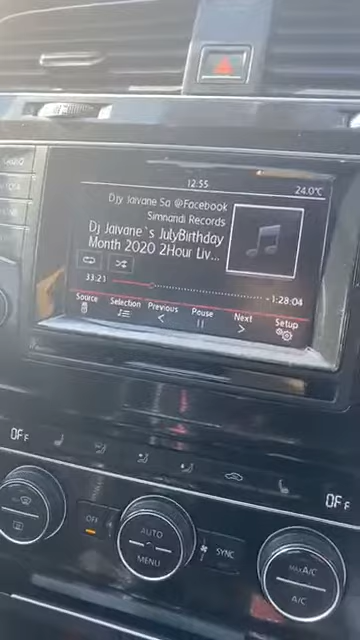 12:55
24.0°C
Djy Jaivane Sa @Facebook
Simnandi Records
Dj Jaivane`s JulyBirthday
Month 2020 2Hour Liv...
33:21
-1:28:04
Source
Selection
Previous
Pause
Next
Setup
OFF
OFF
OFF
AUTO
MENU
SYNC
MAX A/C
A/C